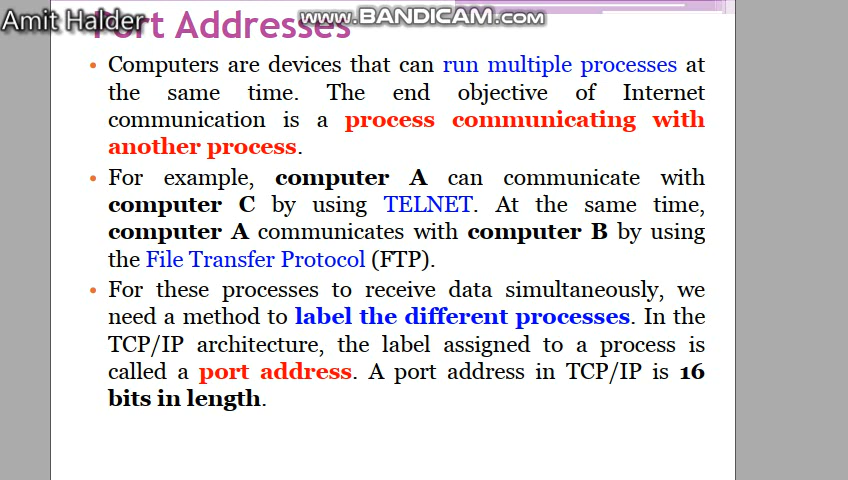 Amit Halder
www.BANDICAM.com
Port Addresses
• Computers are devices that can run multiple processes at
the same time. The end objective of Internet
communication is a process communicating with
another process.
• For example, computer A can communicate with
computer C by using TELNET. At the same time,
computer A communicates with computer B by using
the File Transfer Protocol (FTP).
• For these processes to receive data simultaneously, we
need a method to label the different processes. In the
TCP/IP architecture, the label assigned to a process is
called a port address. A port address in TCP/IP is 16
bits in length.